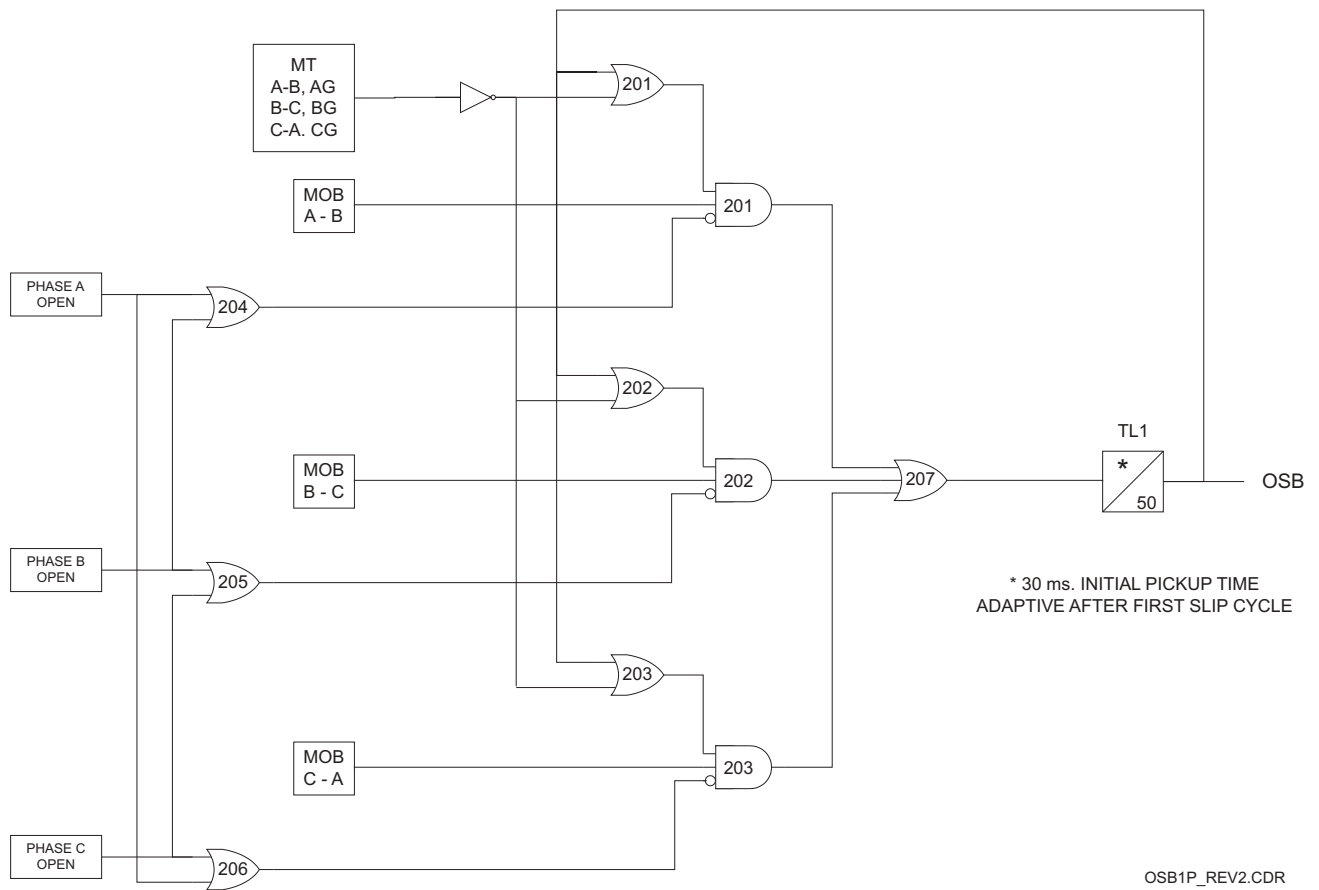 MT
A-B, AG
B-C, BG
C-A. CG
201
MOB
A - B
201
PHASE A
OPEN
204
202
TL1
*
50
MOB
B - C
202
207
OSB
PHASE B
OPEN
205
* 30 ms. INITIAL PICKUP TIME
ADAPTIVE AFTER FIRST SLIP CYCLE
203
MOB
C - A
203
PHASE C
OPEN
206
OSB1P_REV2.CDR